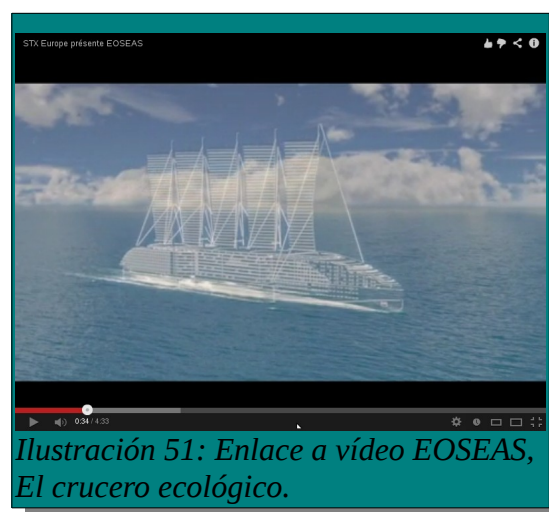 STX Europe présente EOSEAS
0:34 / 4:33
Ilustración 51: Enlace a vídeo EOSEAS,
El crucero ecológico.